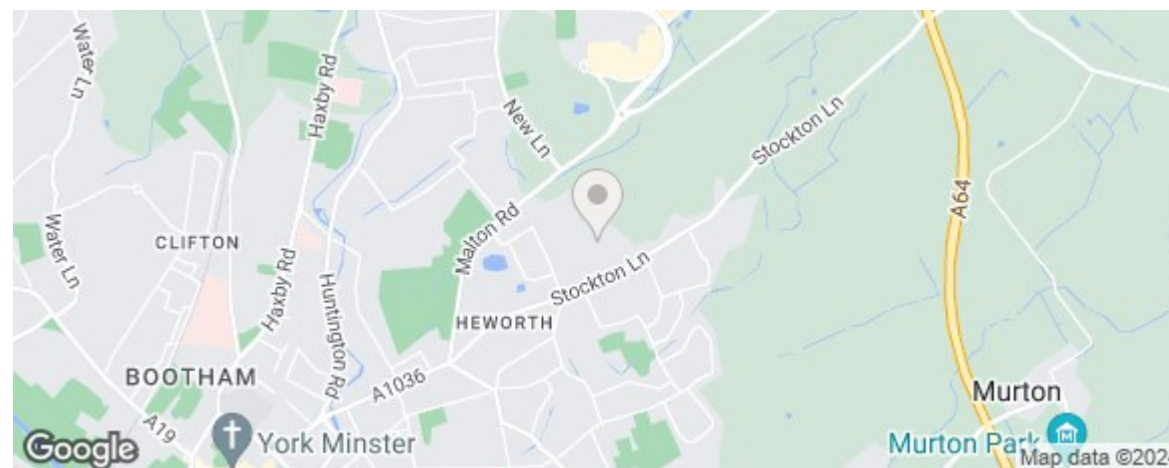 Water Ln
Haxby Rd
New Ln
Stockton Ln
A64
Malton Rd
Water Ln
CLIFTON
Haxby Rd
Huntington Rd
Stockton Ln
HEWORTH
BOOTHAM
A1036
A19
Murton
York Minster
Murton Park
Google
Map data ©202